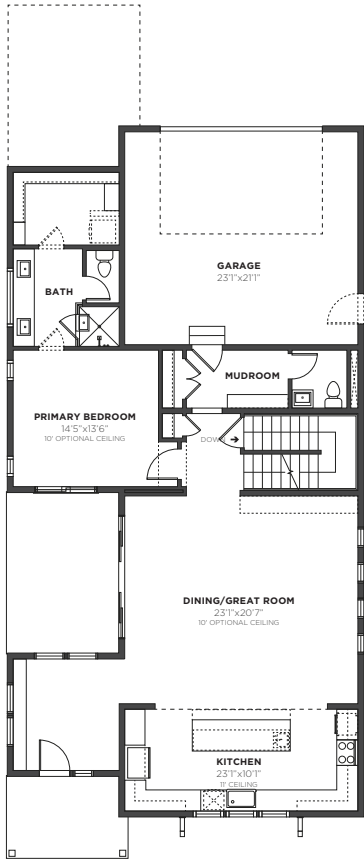 GARAGE
23'1"x21'1"
BATH
MUDROOM
PRIMARY BEDROOM
14'5"x13'6"
10' OPTIONAL CEILING
DOWN
DINING/GREAT ROOM
23'1"x20'7"
10' OPTIONAL CEILING
KITCHEN
23'1"x10'1"
11' CEILING